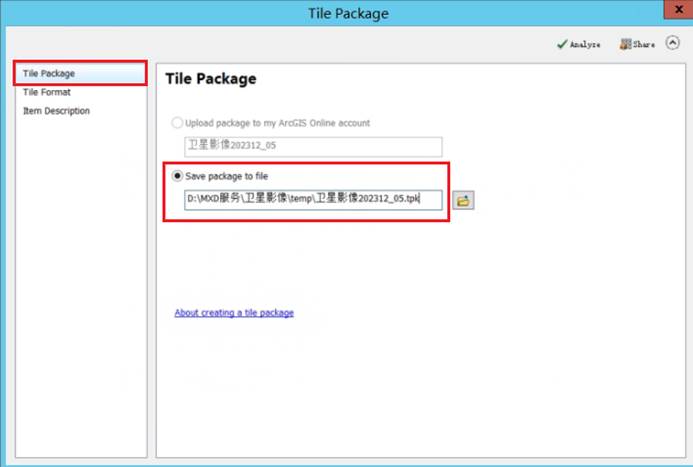 Tile Package
Analyze
Share
Tile Package
Tile Format
Item Description
Tile Package
Upload package to my ArcGIS Online account
卫星影像202312_05
Save package to file
D:\MXD服务\卫星影像\temp\卫星影像202312_05.tpk
About creating a tile package